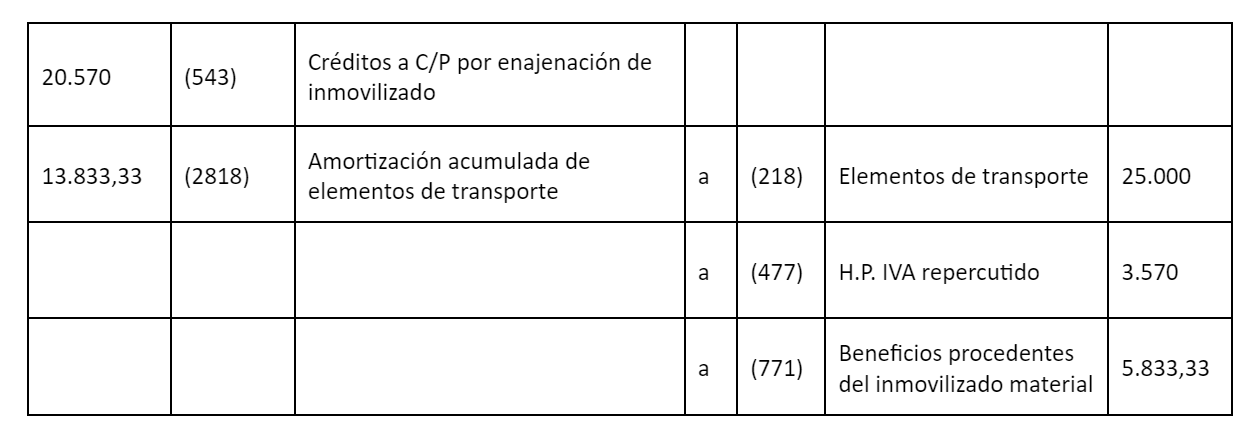 20.570 (543) Créditos a C/P por enajenación de
inmovilizado
13.833,33 (2818) Amortización acumulada de
elementos de transporte a (218) Elementos de transporte 25.000
a (477) H.P. IVA repercutido 3.570
a (771) Beneficios procedentes
del inmovilizado material 5.833,33